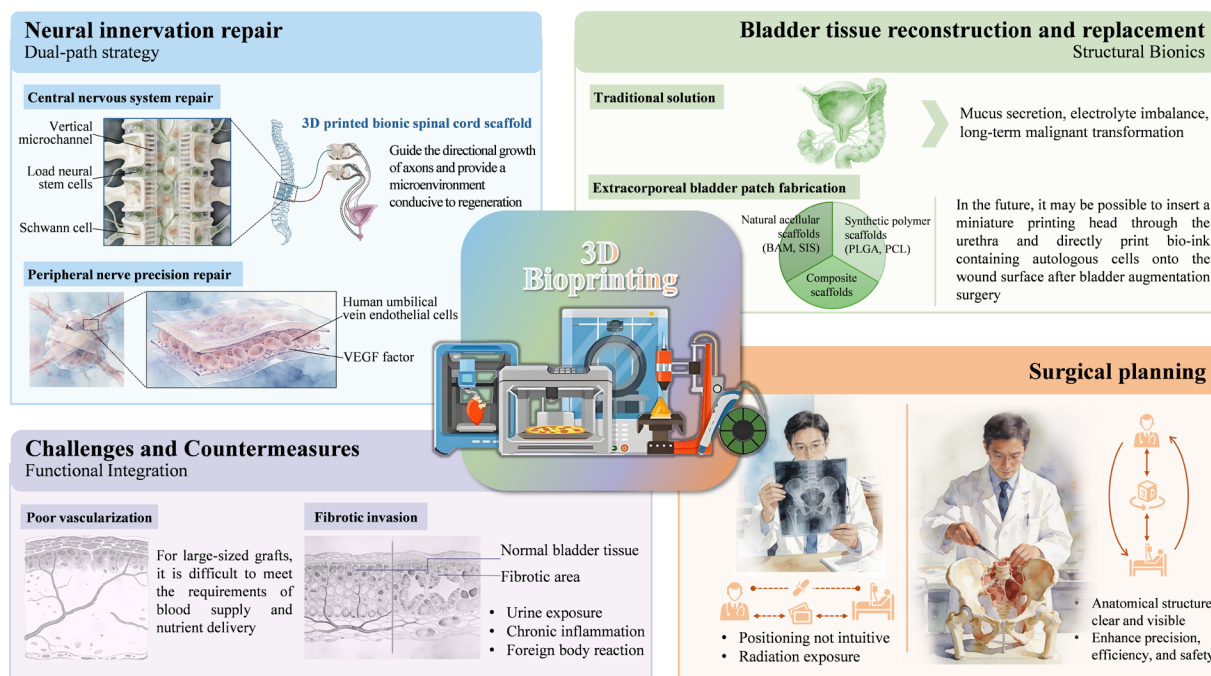 Neural innervation repair
Dual-path strategy
Central nervous system repair
Vertical
microchannel
Load neural
stem cells
Schwann cell
3D printed bionic spinal cord scaffold
Guide the directional growth
of axons and provide a
microenvironment
conducive to regeneration
Peripheral nerve precision repair
Human umbilical
vein endothelial cells
VEGF factor
Bladder tissue reconstruction and replacement
Structural Bionics
Traditional solution
Mucus secretion, electrolyte imbalance,
long-term malignant transformation
Extracorporeal bladder patch fabrication
Natural acellular
scaffolds
(BAM, SIS)
Synthetic polymer
scaffolds
(PLGA, PCL)
Composite
scaffolds
In the future, it may be possible to insert a
miniature printing head through the
urethra and directly print bio-ink
containing autologous cells onto the
wound surface after bladder augmentation
surgery
3D
Bioprinting
Challenges and Countermeasures
Functional Integration
Poor vascularization
For large-sized grafts,
it is difficult to meet
the requirements of
blood supply and
nutrient delivery
Fibrotic invasion
Normal bladder tissue
Fibrotic area
• Urine exposure
• Chronic inflammation
• Foreign body reaction
Surgical planning
• Positioning not intuitive
• Radiation exposure
3D
• Anatomical structure
clear and visible
• Enhance precision,
efficiency, and safety